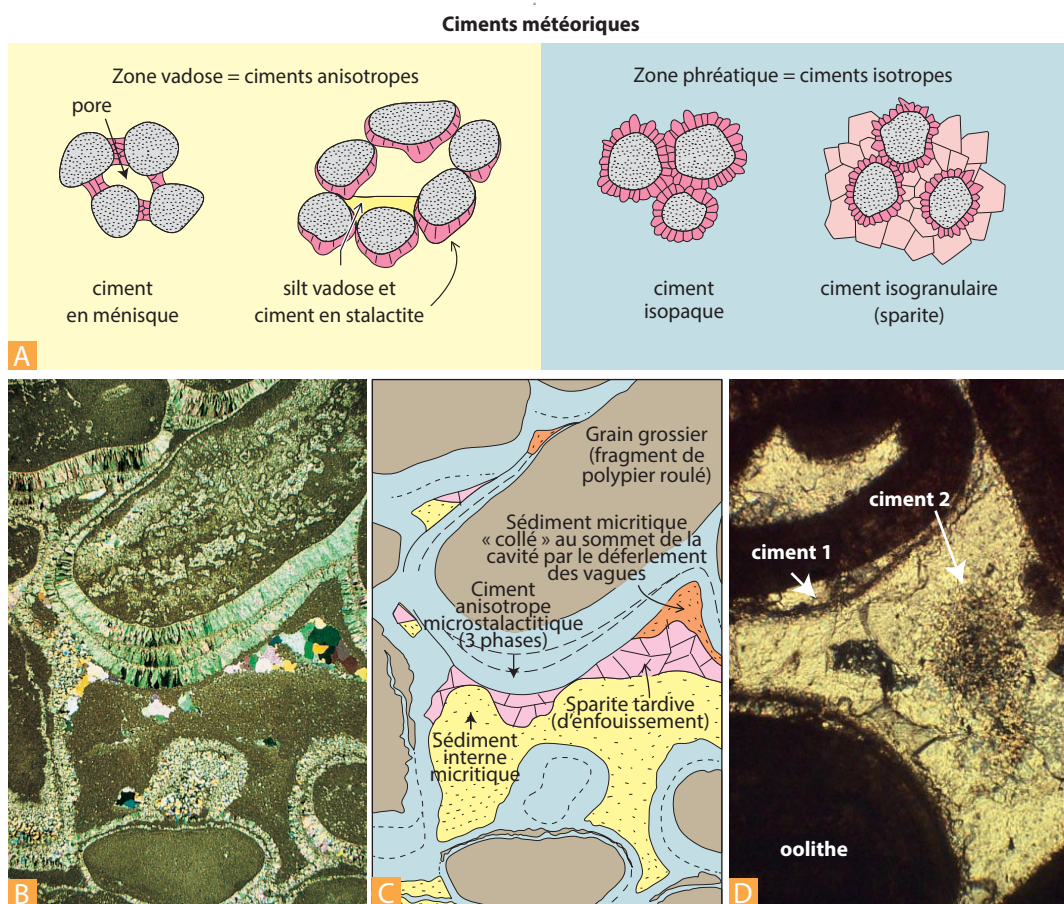 Ciments météoriques
Zone vadose = ciments anisotropes
pore
ciment
en ménisque
silt vadose et
ciment en stalactite
Zone phréatique = ciments isotropes
ciment
isopaque
ciment isogranulaire
(sparite)
A
B
Grain grossier
(fragment de
polypier roulé)
Sédiment micritique
« collé » au sommet de la
cavité par le déferlement
des vagues
Ciment
anisotrope
microstalactitique
(3 phases)
Sparite tardive
(d'enfouissement)
Sédiment
interne
micritique
C
ciment 2
ciment 1
oolithe
D